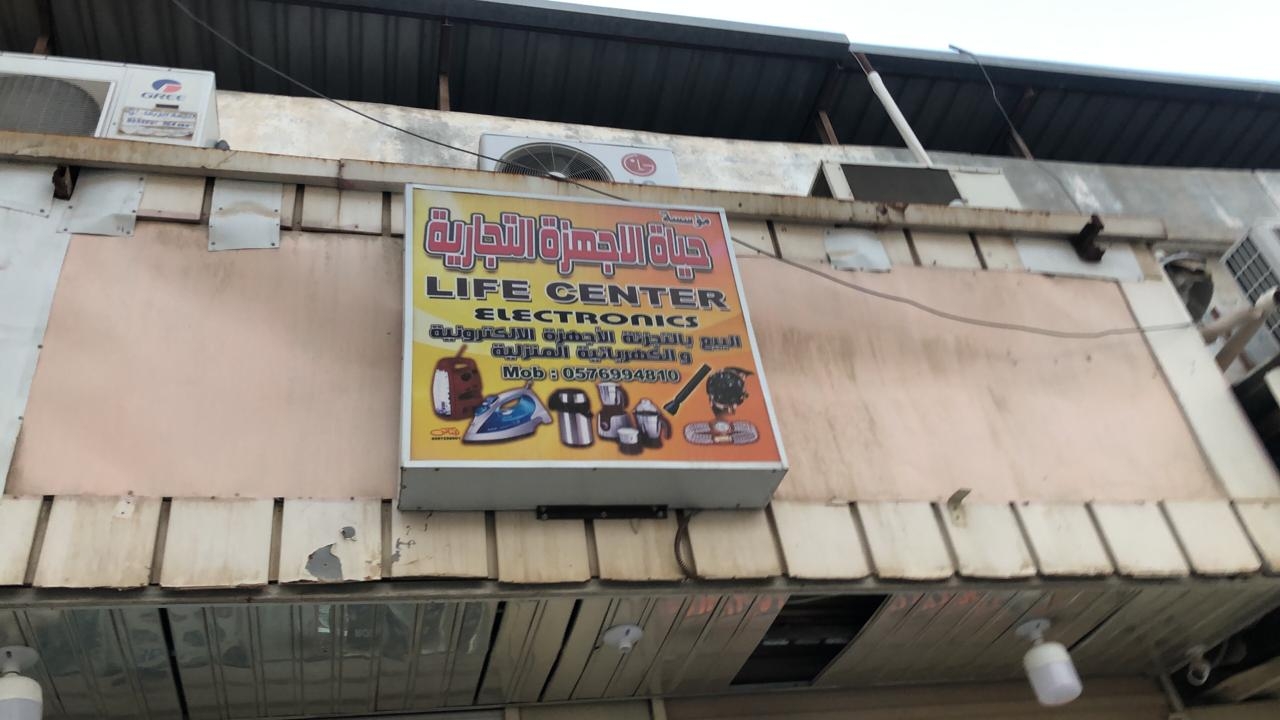 GREE
LG
مؤسسة
حياة الاجهزة التجارية
LIFE CENTER
ELECTRONICS
البيع بالتجزئة الأجهزة الالكترونية
و الكهربائية المنزلية
Mob : 0576994810